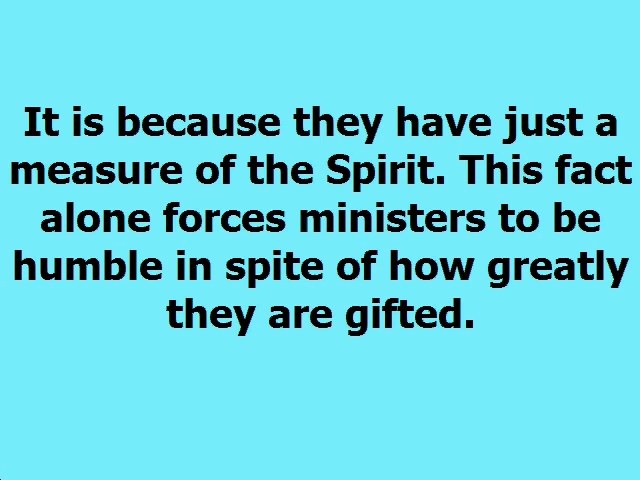 It is because they have just a
measure of the Spirit. This fact
alone forces ministers to be
humble in spite of how greatly
they are gifted.